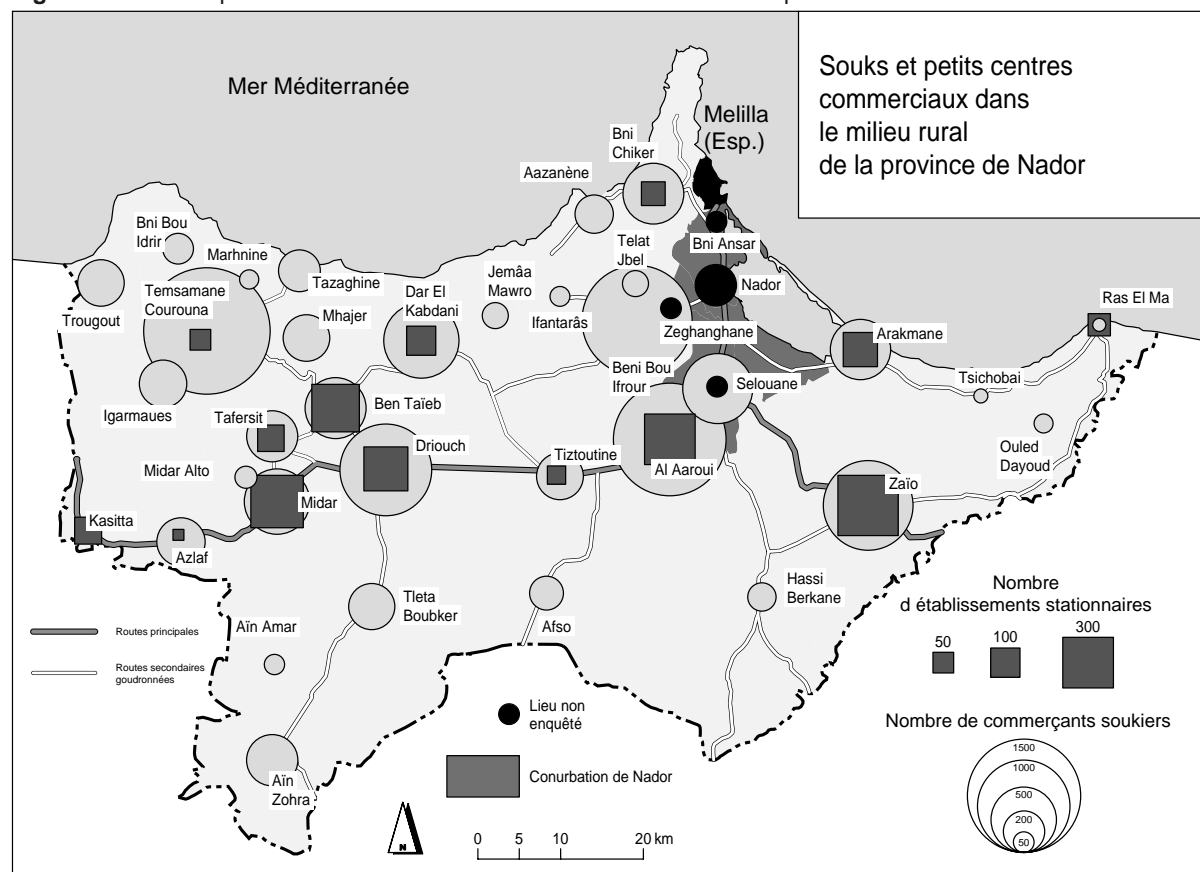 Souks et petits centres
commerciaux dans
le milieu rural
de la province de Nador
Mer Méditerranée
Melilla
(Esp.)
Bni
Chiker
Aazanène
Bni Bou
Idrir
Marhnine
Tazaghine
Telat
Jbel
Bni Ansar
Jemâa
Mawro
Temsamane
Courouna
Dar El
Kabdani
Nador
Ras El Ma
Trougout
Mhajer
Ifantarâs
Zeghanghane
Arakmane
Beni Bou
Ifrour
Selouane
Tsichobai
Igarmaues
Ben Taïeb
Tafersit
Driouch
Tiztoutine
Al Aaroui
Ouled
Dayoud
Midar Alto
Midar
Zaïo
Kasitta
Azlaf
Tleta
Boubker
Afso
Hassi
Berkane
Aïn Amar
Aïn
Zohra
Routes principales
Routes secondaires
goudronnées
Lieu non
enquêté
Conurbation de Nador
N
0 5 10 20 km
Nombre
d établissements stationnaires
50 100 300
Nombre de commerçants soukiers
1500
1000
500
200
50